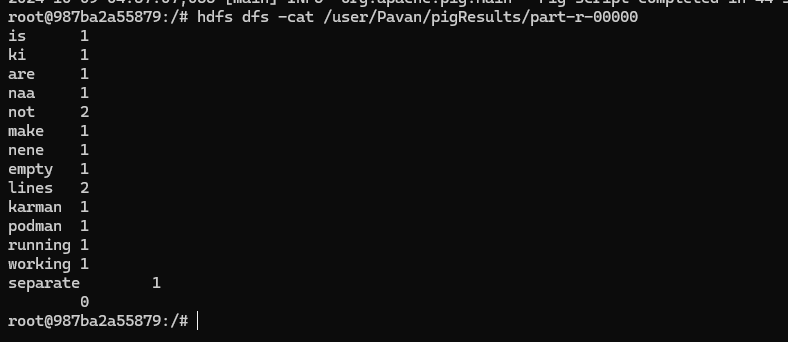 root@987ba2a55879:/# hdfs dfs -cat /user/Pavan/pigResults/part-r-00000
is 1
ki 1
are 1
naa 1
not 2
make 1
nene 1
empty 1
lines 2
karman 1
podman 1
running 1
working 1
separate 1
0
root@987ba2a55879:/#